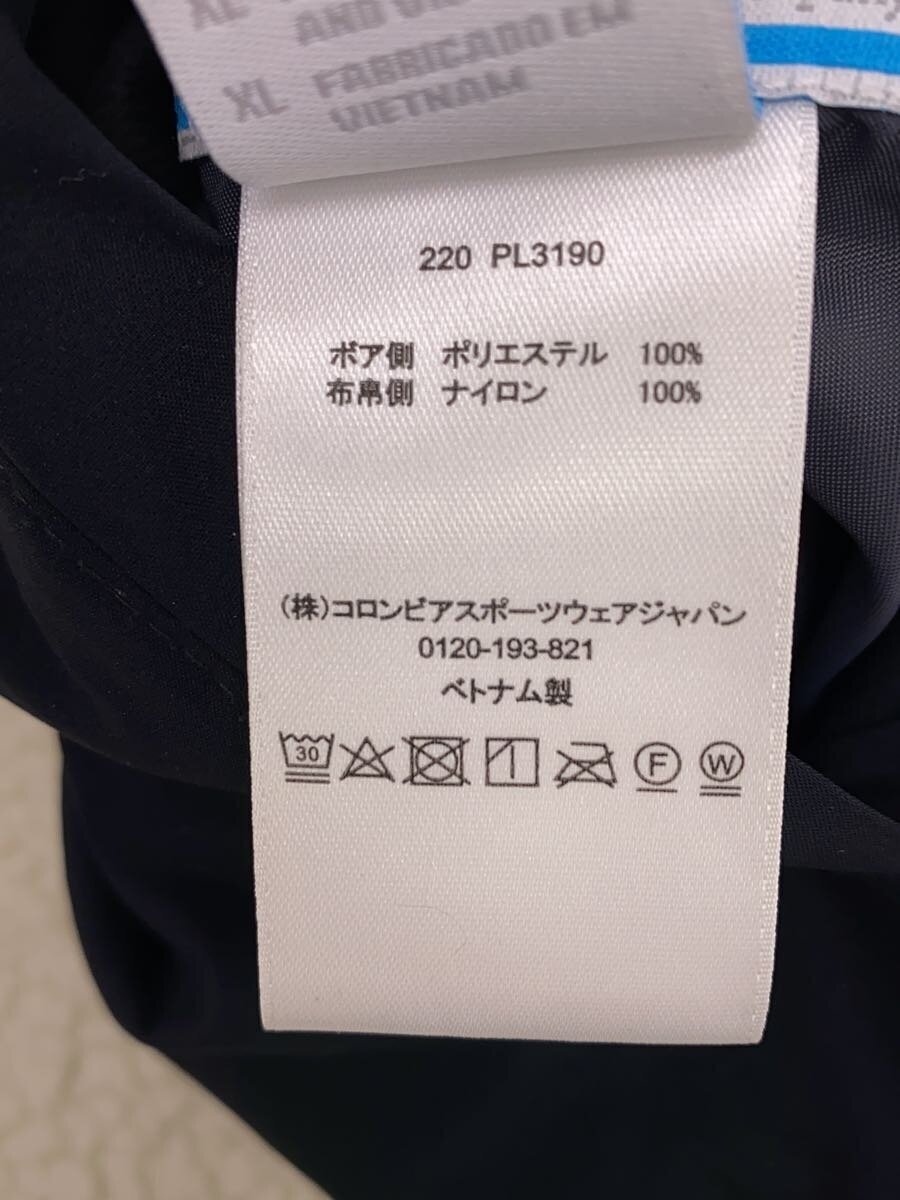 XL
XL FABRICADO EM
VIETNAM
220 PL3190
ボア側 ポリエステル 100%
布帛側 ナイロン 100%
(株)コロンビアスポーツウェアジャパン
0120-193-821
ベトナム製
30
F W